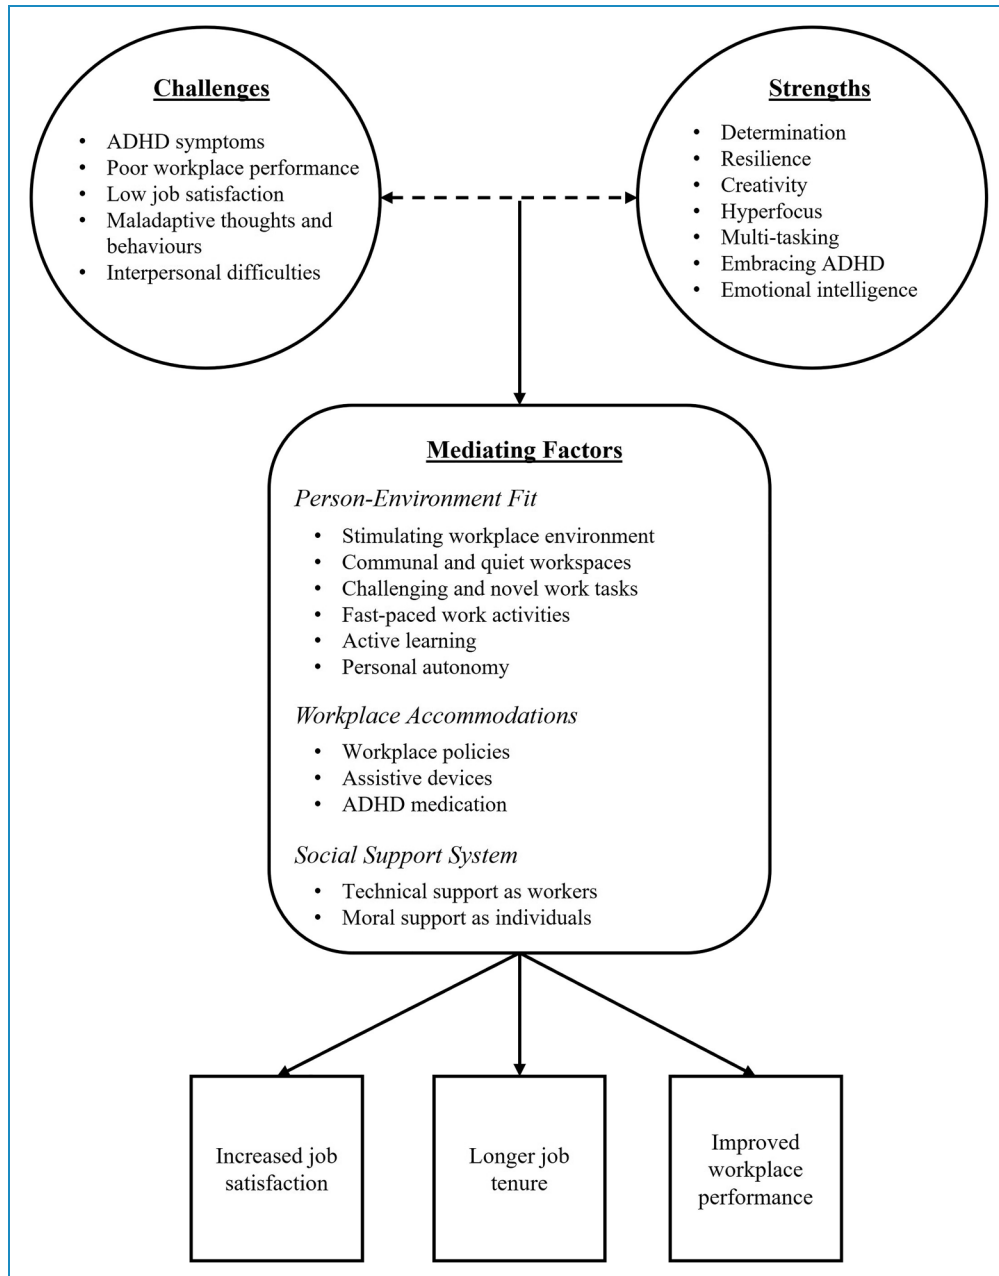 Challenges
• ADHD symptoms
• Poor workplace performance
• Low job satisfaction
• Maladaptive thoughts and
behaviours
• Interpersonal difficulties
Strengths
• Determination
• Resilience
• Creativity
• Hyperfocus
• Multi-tasking
• Embracing ADHD
• Emotional intelligence
Mediating Factors
Person-Environment Fit
• Stimulating workplace environment
• Communal and quiet workspaces
• Challenging and novel work tasks
• Fast-paced work activities
• Active learning
• Personal autonomy
Workplace Accommodations
• Workplace policies
• Assistive devices
• ADHD medication
Social Support System
• Technical support as workers
• Moral support as individuals
Increased job
satisfaction
Longer job
tenure
Improved
workplace
performance